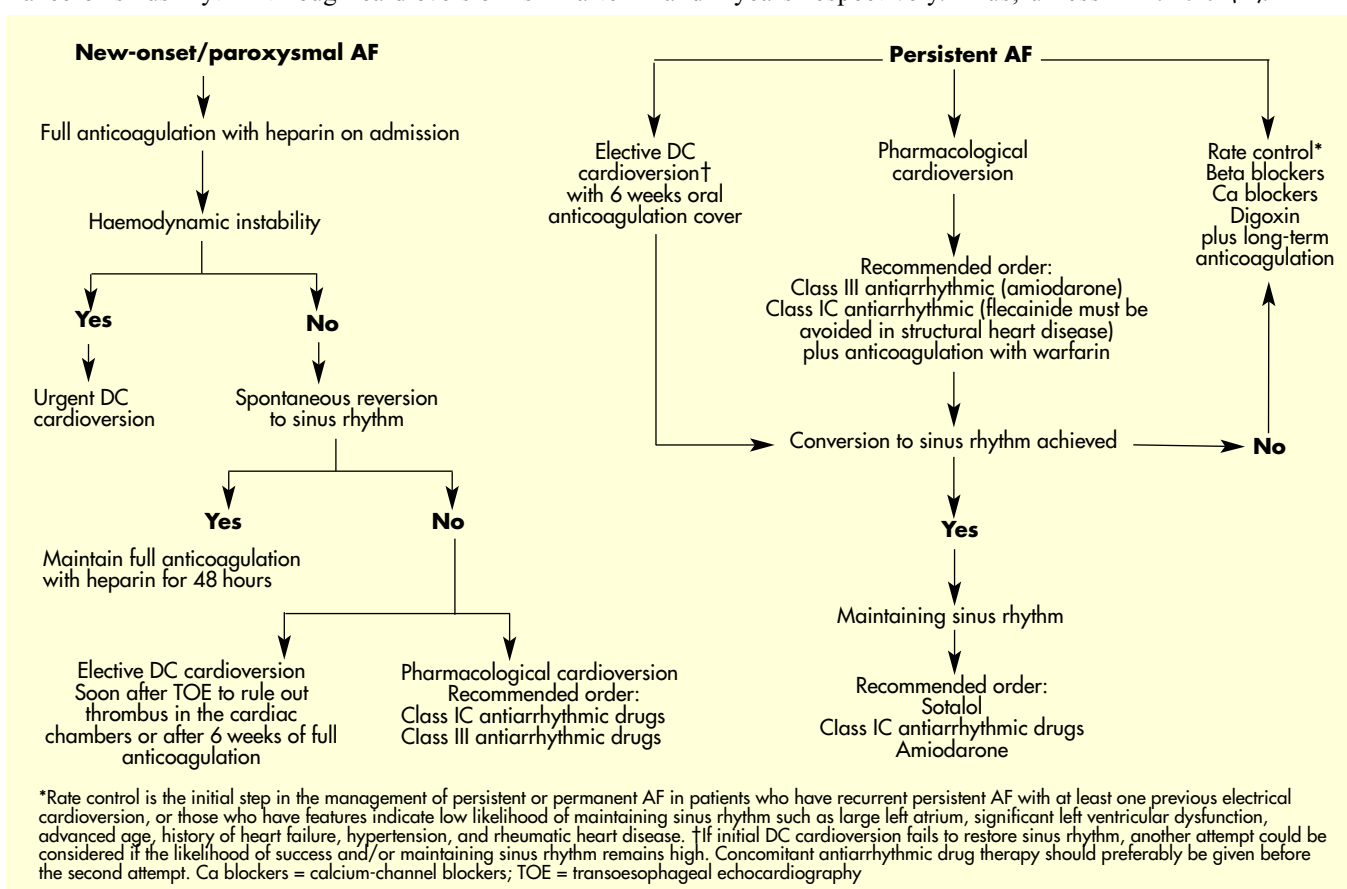 New-onset/paroxysmal AF
Full anticoagulation with heparin on admission
Haemodynamic instability
Yes
No
Urgent DC
cardioversion
Spontaneous reversion
to sinus rhythm
Yes
No
Maintain full anticoagulation
with heparin for 48 hours
Elective DC cardioversion
Soon after TOE to rule out
thrombus in the cardiac
chambers or after 6 weeks of full
anticoagulation
Pharmacological cardioversion
Recommended order:
Class IC antiarrhythmic drugs
Class III antiarrhythmic drugs
Persistent AF
Elective DC
cardioversion†
with 6 weeks oral
anticoagulation cover
Pharmacological
cardioversion
Recommended order:
Class III antiarrhythmic (amiodarone)
Class IC antiarrhythmic (flecainide must be
avoided in structural heart disease)
plus anticoagulation with warfarin
Rate control*
Beta blockers
Ca blockers
Digoxin
plus long-term
anticoagulation
Conversion to sinus rhythm achieved
No
Yes
Maintaining sinus rhythm
Recommended order:
Sotalol
Class IC antiarrhythmic drugs
Amiodarone
*Rate control is the initial step in the management of persistent or permanent AF in patients who have recurrent persistent AF with at least one previous electrical
cardioversion, or those who have features indicate low likelihood of maintaining sinus rhythm such as large left atrium, significant left ventricular dysfunction,
advanced age, history of heart failure, hypertension, and rheumatic heart disease. †If initial DC cardioversion fails to restore sinus rhythm, another attempt could be
considered if the likelihood of success and/or maintaining sinus rhythm remains high. Concomitant antiarrhythmic drug therapy should preferably be given before
the second attempt. Ca blockers = calcium-channel blockers; TOE = transoesophageal echocardiography